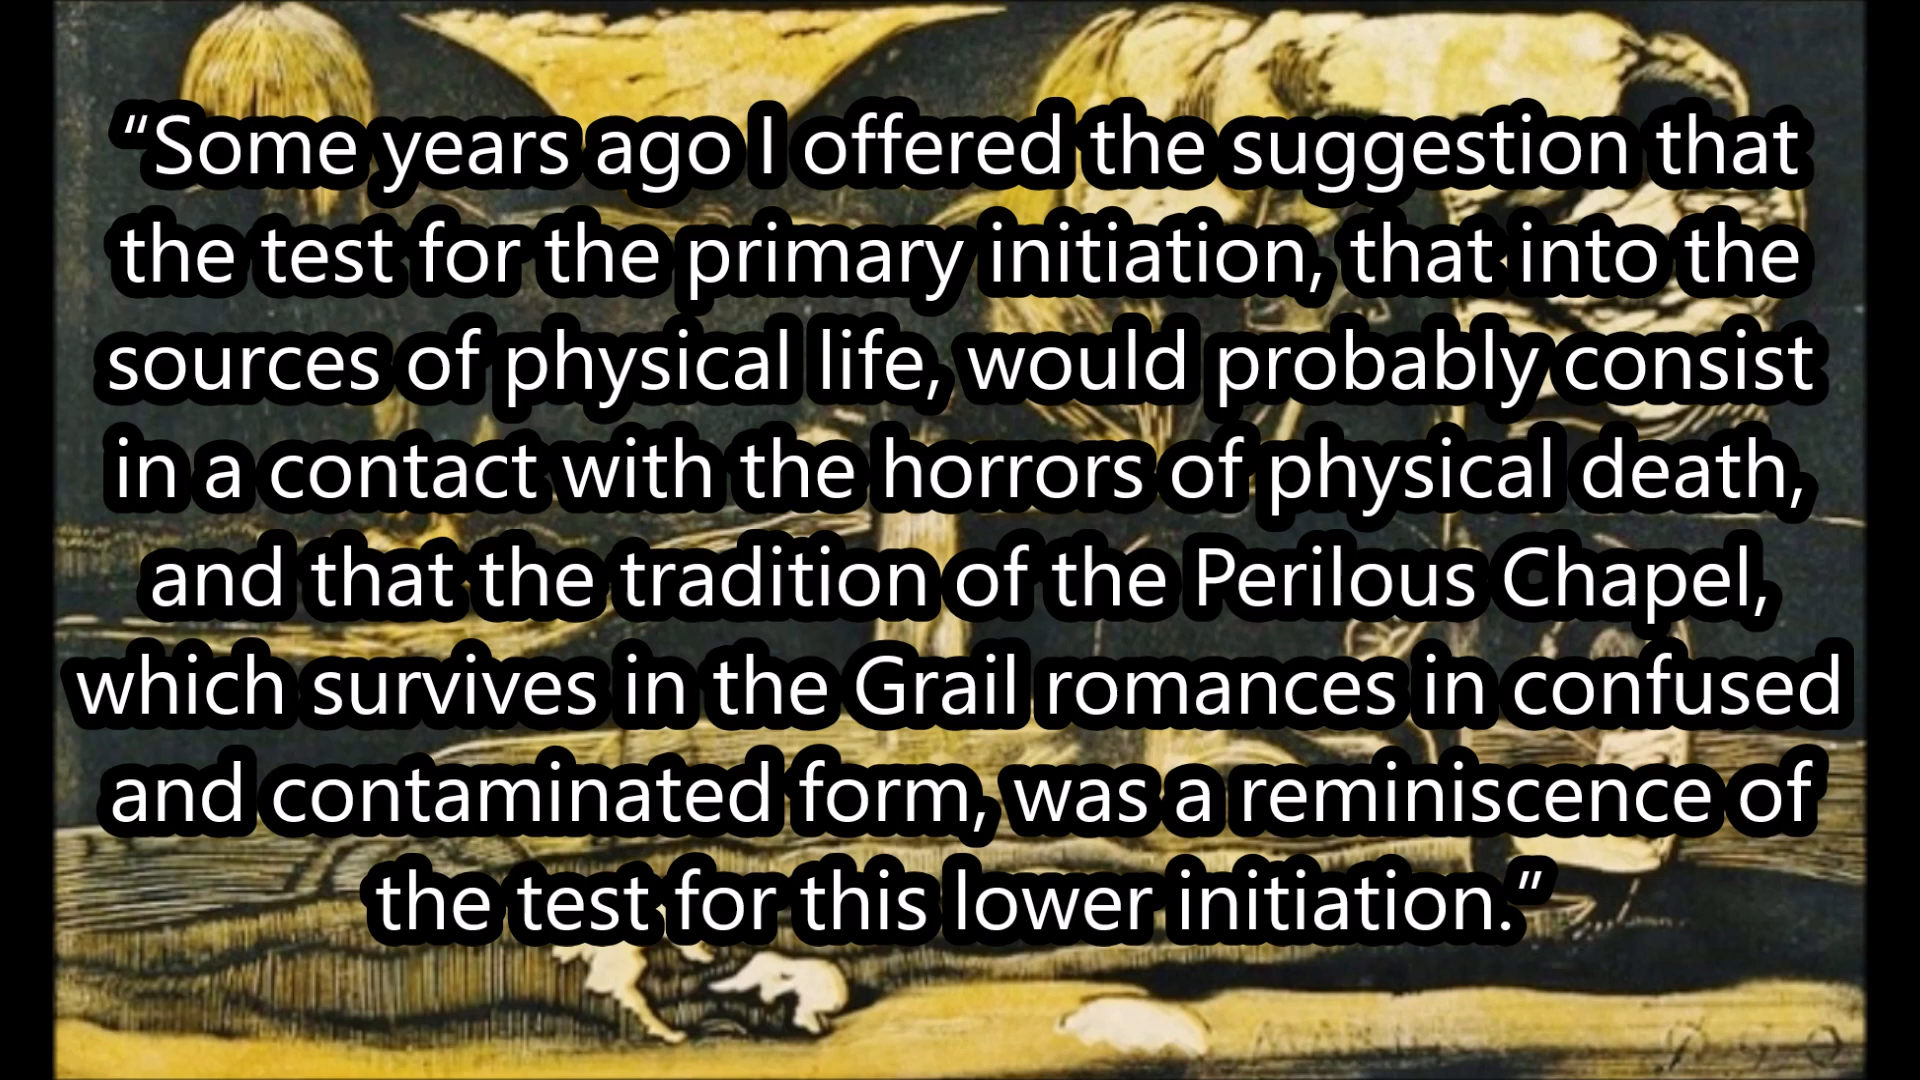 “Some years ago I offered the suggestion that
the test for the primary initiation, that into the
sources of physical life, would probably consist
in a contact with the horrors of physical death,
and that the tradition of the Perilous Chapel,
which survives in the Grail romances in confused
and contaminated form, was a reminiscence of
the test for this lower initiation.”